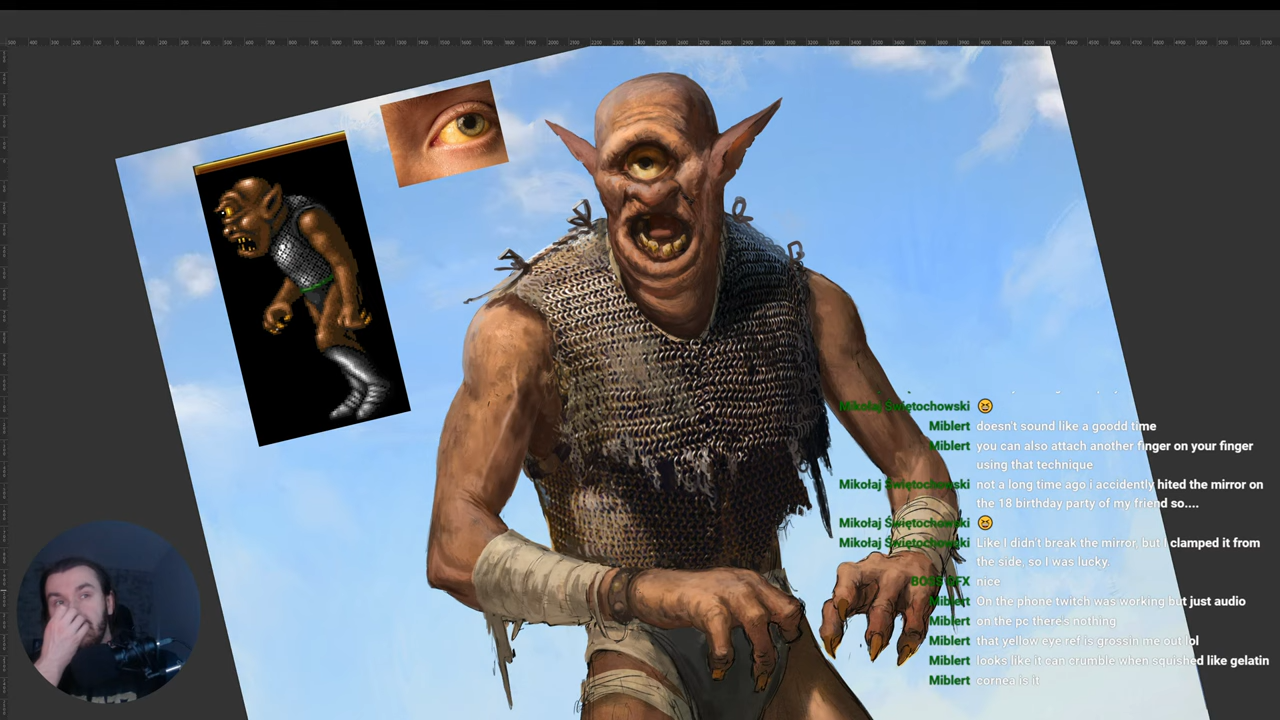 Mikołaj Świętochowski 😆
Miblert doesn't sound like a goodd time
Miblert you can also attach another finger on your finger
using that technique
Mikołaj Świętochowski not a long time ago i accidently hited the mirror on
the 18 birthday party of my friend so....
Mikołaj Świętochowski 😆
Mikołaj Świętochowski Like I didn't break the mirror, but I clamped it from
the side, so I was lucky.
nice
Miblert On the phone twitch was working but just audio
Miblert on the pc there's nothing
Miblert that yellow eye ref is grossin me out lol
Miblert looks like it can crumble when squished like gelatin
Miblert cornea is it